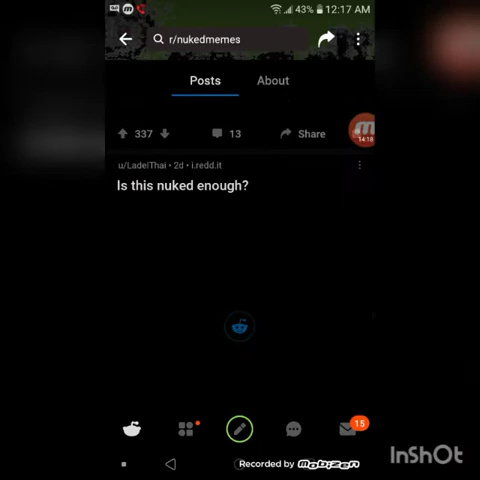 43% 12:17 AM
r/nukedmemes
Posts About
337 13 Share
14:18
u/LadelThai • 2d • i.redd.it
Is this nuked enough?
15
Recorded by mobizen
InShOt